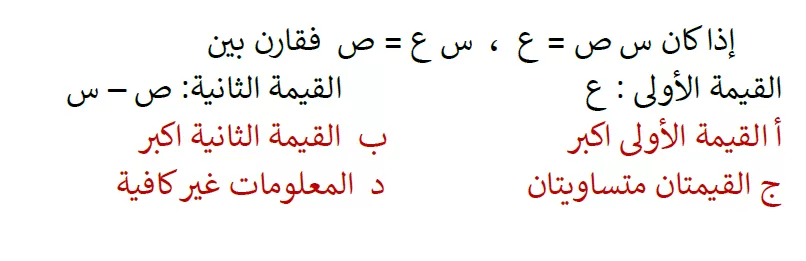 إذا كان س ص = ع ، س ع = ص فقارن بين
القيمة الأولى : ع القيمة الثانية: ص – س
أ القيمة الأولى اكبر ب القيمة الثانية اكبر
ج القيمتان متساويتان د المعلومات غير كافية